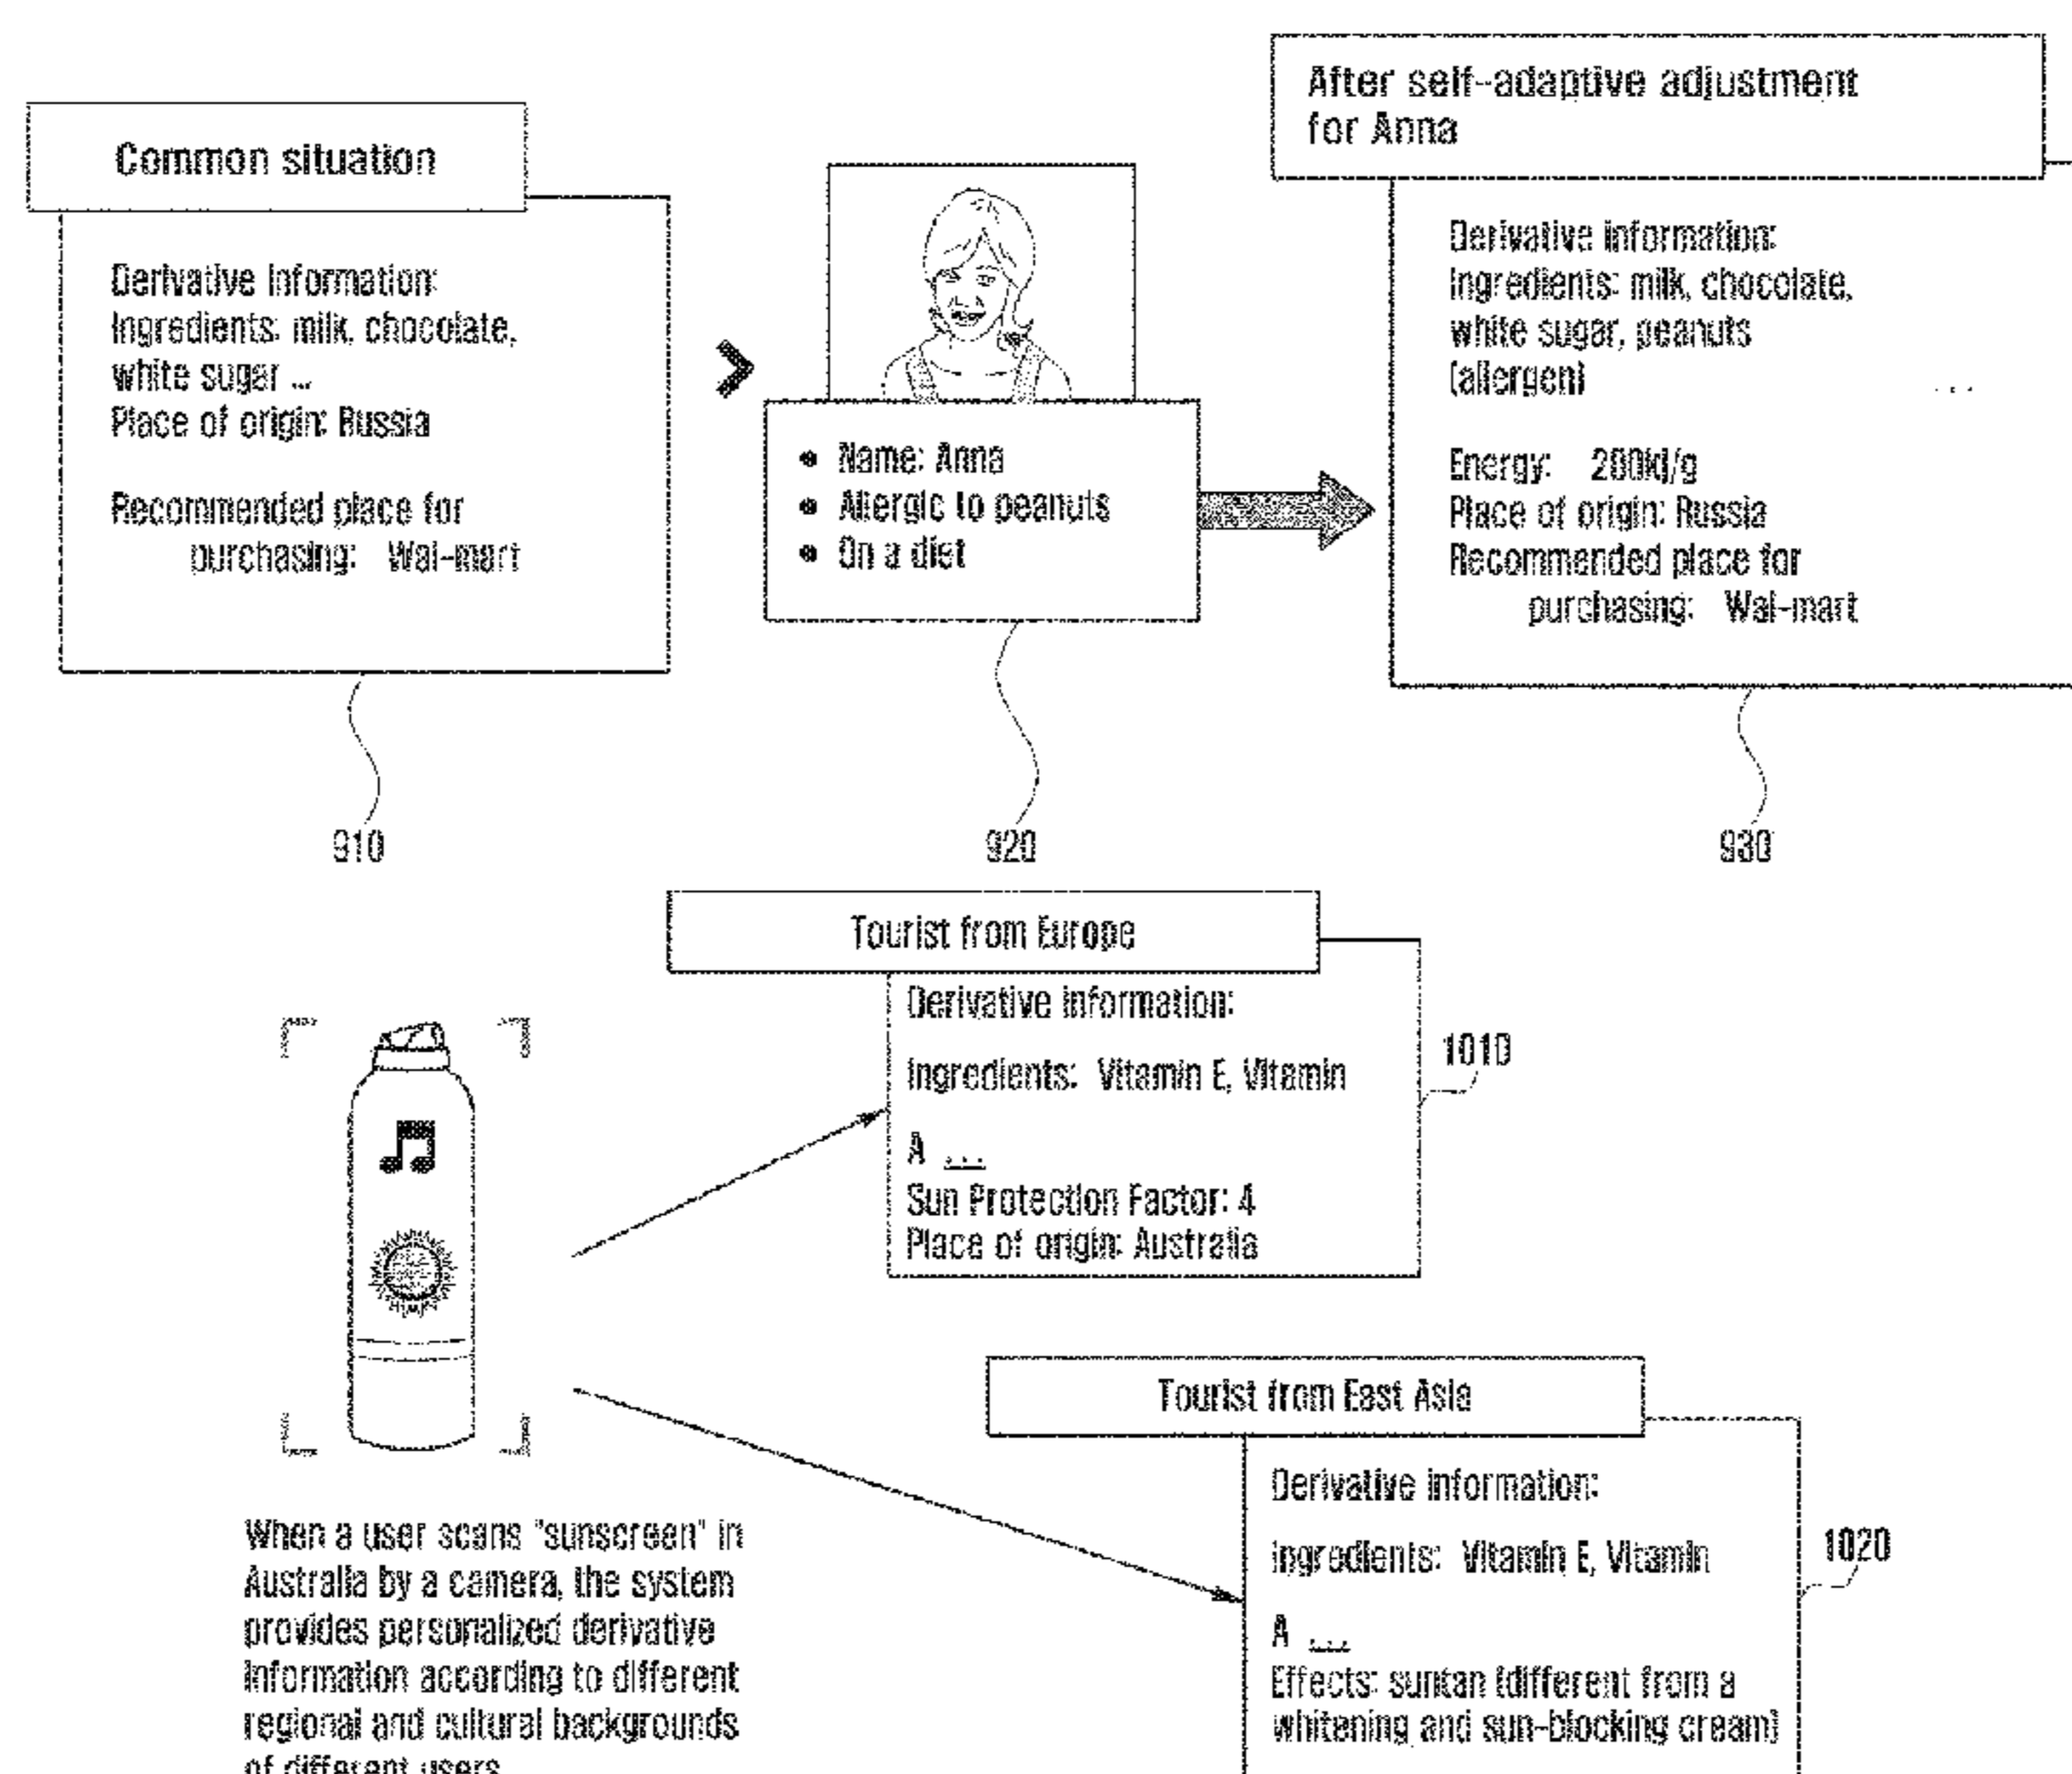 Common situation
Derivative information:
Ingredients: milk, chocolate,
white sugar ...
Place of origin: Russia
Recommended place for
purchasing: Wal-mart
910
Name: Anna
Allergic to peanuts
On a diet
920
After self-adaptive adjustment
for Anna
Derivative information:
Ingredients: milk, chocolate,
white sugar, peanuts
(allergen) ...
Energy: 200kj/g
Place of origin: Russia
Recommended place for
purchasing: Wal-mart
930
Tourist from Europe
Derivative information:
Ingredients: Vitamin E, Vitamin
A ...
Sun Protection Factor: 4
Place of origin: Australia
1010
When a user scans "sunscreen" in
Australia by a camera, the system
provides personalized derivative
information according to different
regional and cultural backgrounds
of different users
Tourist from East Asia
Derivative information:
Ingredients: Vitamin E, Vitamin
A ...
Effects: suntan (different from a
whitening and sun-blocking cream)
1020